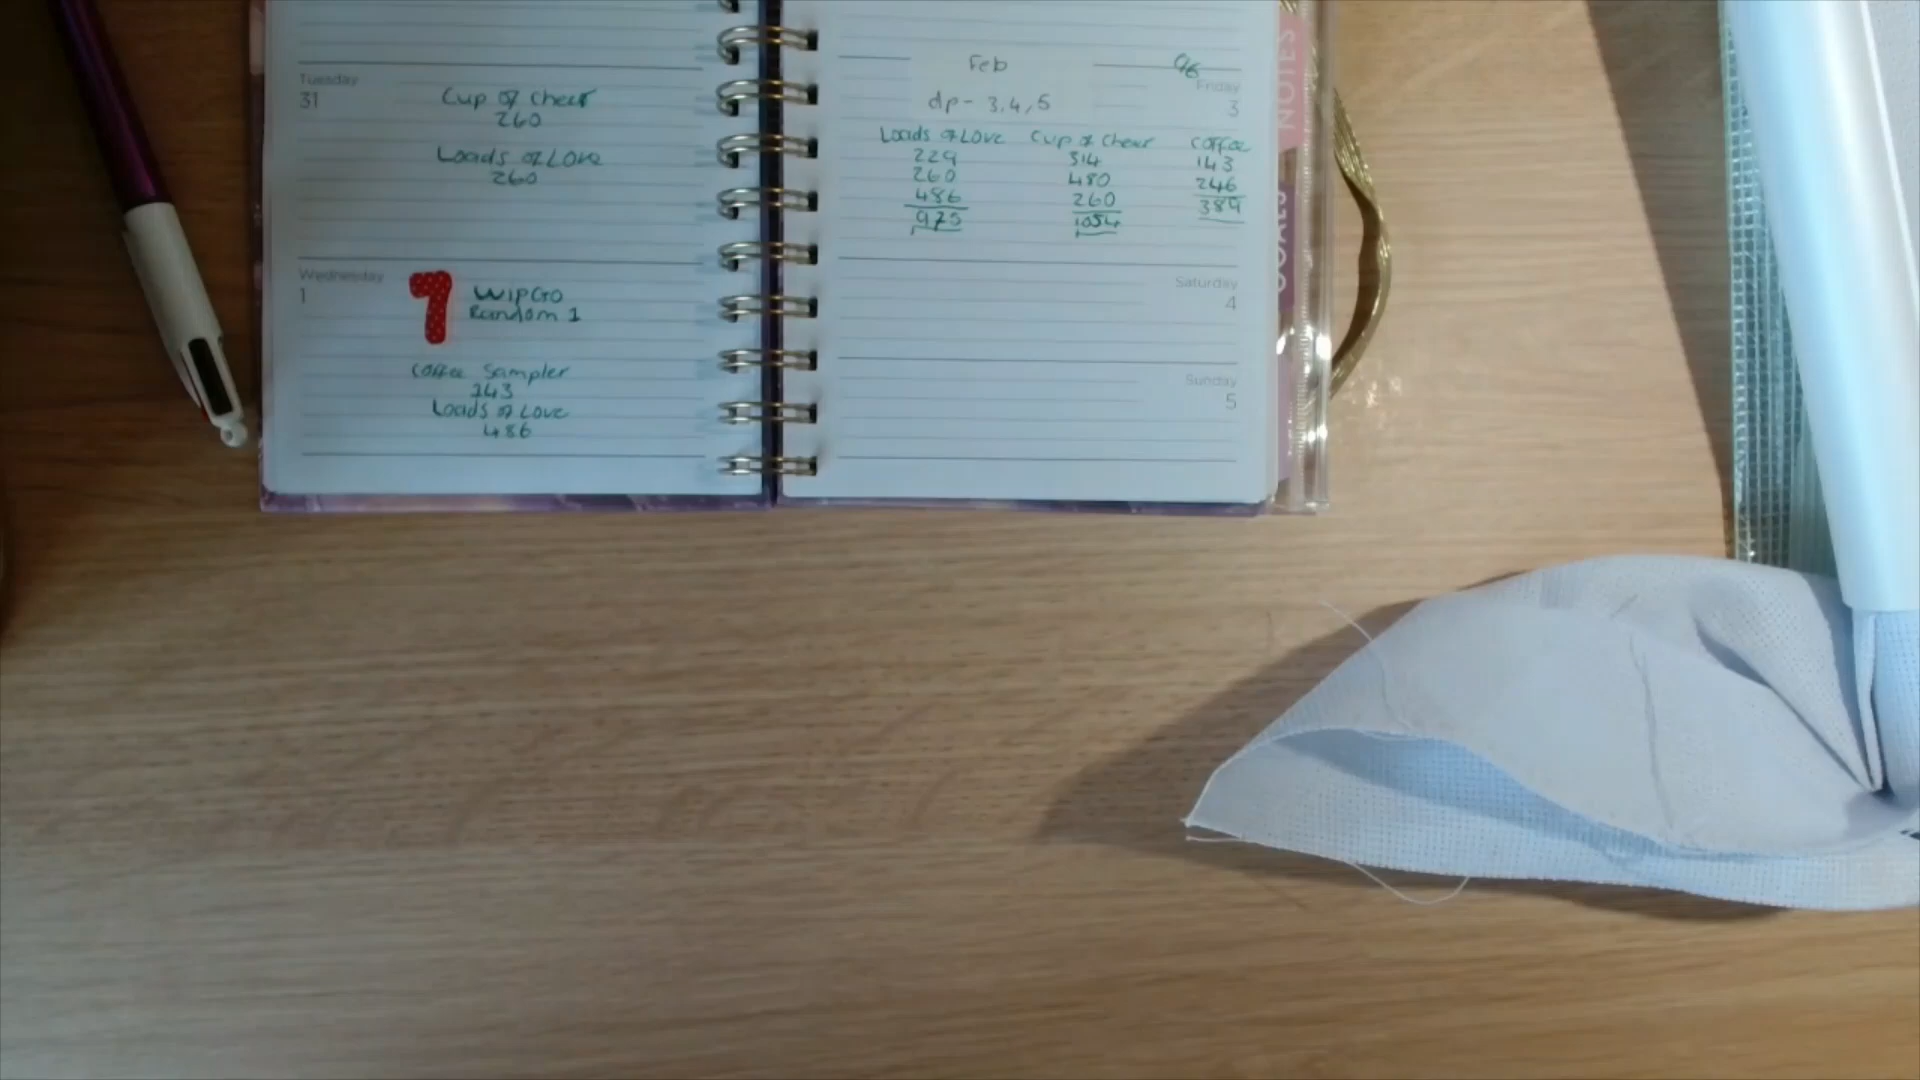 Tuesday
31
Cup of Cheer
260
Loads of Love
260
Wednesday
1
7
WIPGO
Random 1
Coffee Sampler
143
Loads of Love
486
Feb
Friday
3
dp - 3,4,5
Loads of Love Cup of Cheer Coffee
229 314 143
260 480 246
486 260 389
975 1054
Saturday
4
Sunday
5
NOTES
GOALS